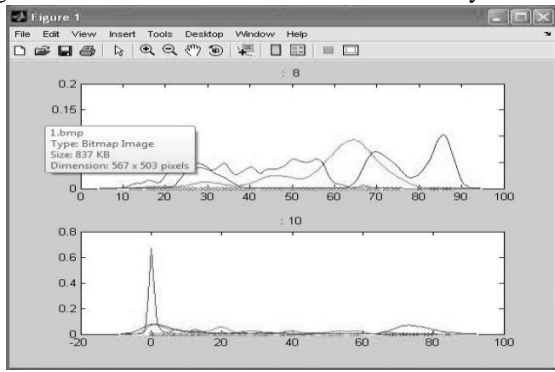 Figure 1
File Edit View Insert Tools Desktop Window Help
: 8
0.2
0.15
1.bmp
Type: Bitmap Image
Size: 837 KB
Dimension: 567 x 503 pixels
0
0 10 20 30 40 50 60 70 80 90 100
: 10
0.8
0.6
0.4
0.2
0
-20 0 20 40 60 80 100